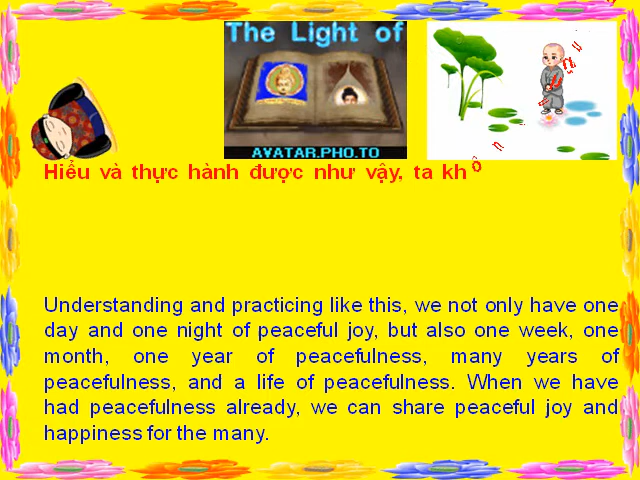 The Light of
AVATAR.PHO.TO
Hiểu và thực hành được như vậy, ta khôn
Understanding and practicing like this, we not only have one
day and one night of peaceful joy, but also one week, one
month, one year of peacefulness, many years of
peacefulness, and a life of peacefulness. When we have
had peacefulness already, we can share peaceful joy and
happiness for the many.